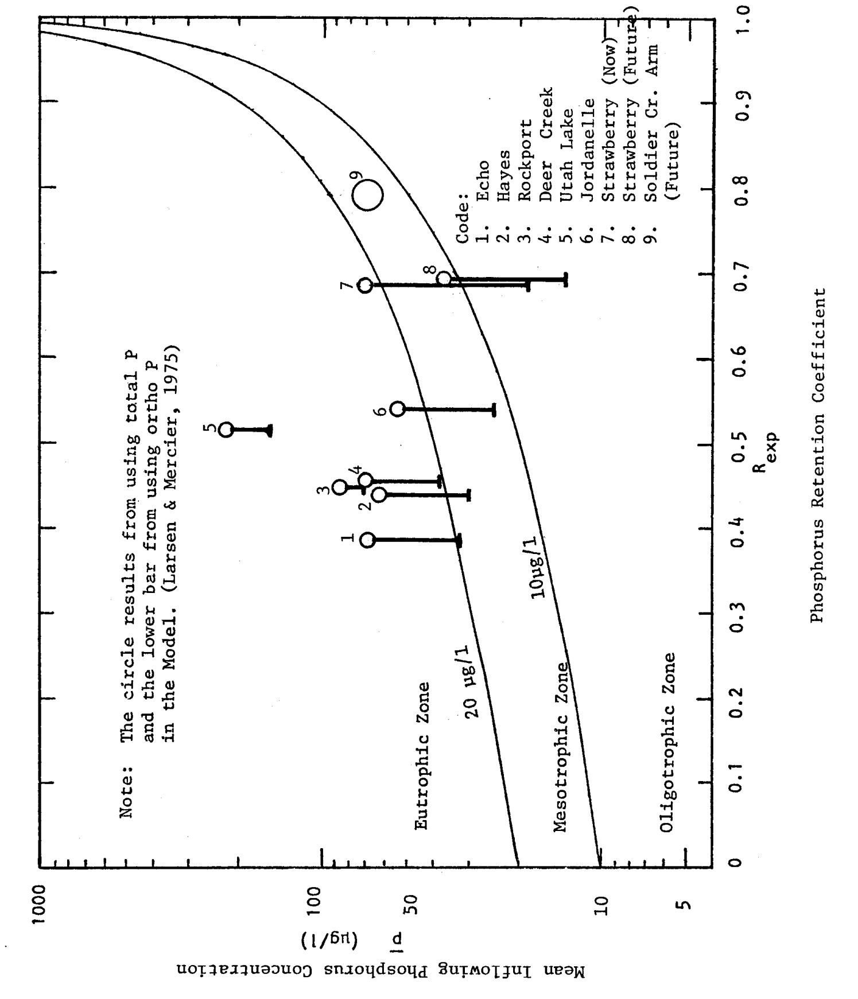 Note: The circle results from using total P
and the lower bar from using ortho P
in the Model. (Larsen & Mercier, 1975)
1000
100
50
10
5
Mean Inflowing Phosphorus Concentration
P̅ (µg/l)
5
3
4
2
1
6
7
8
9
Eutrophic Zone
20 µg/l
Mesotrophic Zone
10µg/l
Oligotrophic Zone
Code:
1. Echo
2. Hayes
3. Rockport
4. Deer Creek
5. Utah Lake
6. Jordanelle
7. Strawberry (Now)
8. Strawberry (Future)
9. Soldier Cr. Arm
(Future)
0 0.1 0.2 0.3 0.4 0.5 0.6 0.7 0.8 0.9 1.0
Rexp
Phosphorus Retention Coefficient